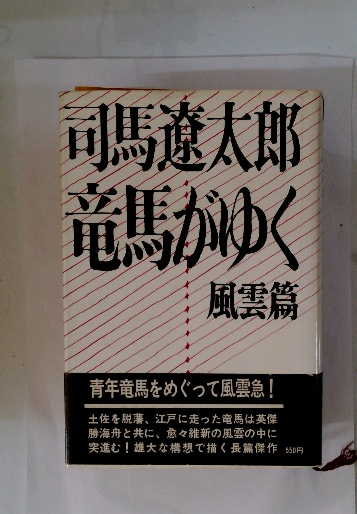 司馬遼太郎
竜馬がゆく
風雲篇
青年竜馬をめぐって風雲急!
土佐を脱藩、江戸に走った竜馬は英傑
勝海舟と共に、愈々維新の風雲の中に
突進む!雄大な構想で描く長篇傑作 550円